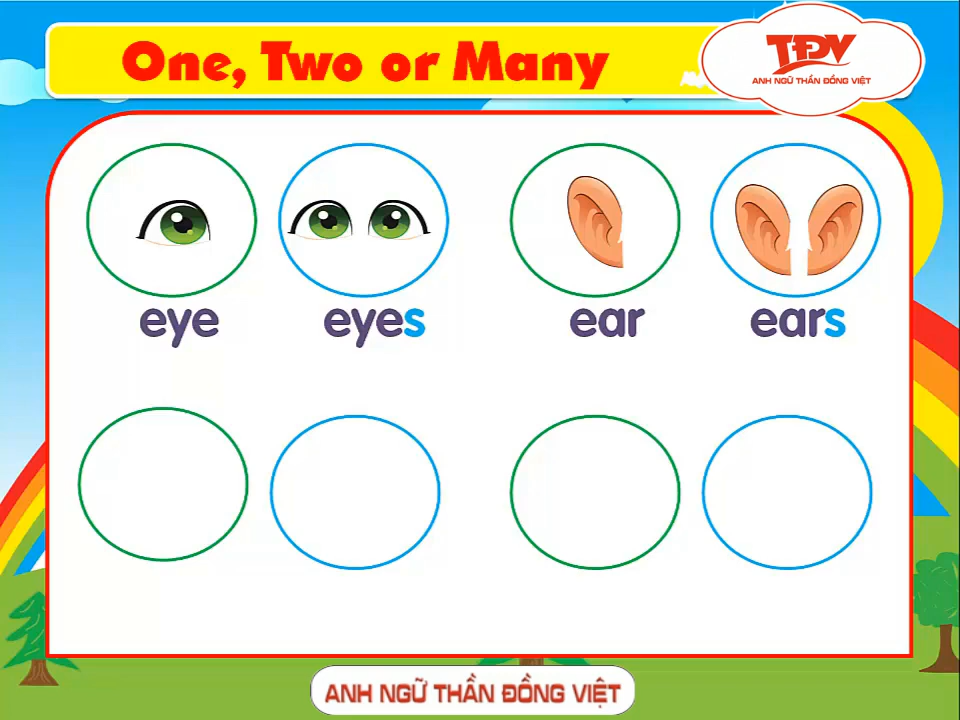 One, Two or Many
TĐV
ANH NGỮ THẦN ĐỒNG VIỆT
eye eyes ear ears
ANH NGỮ THẦN ĐỒNG VIỆT